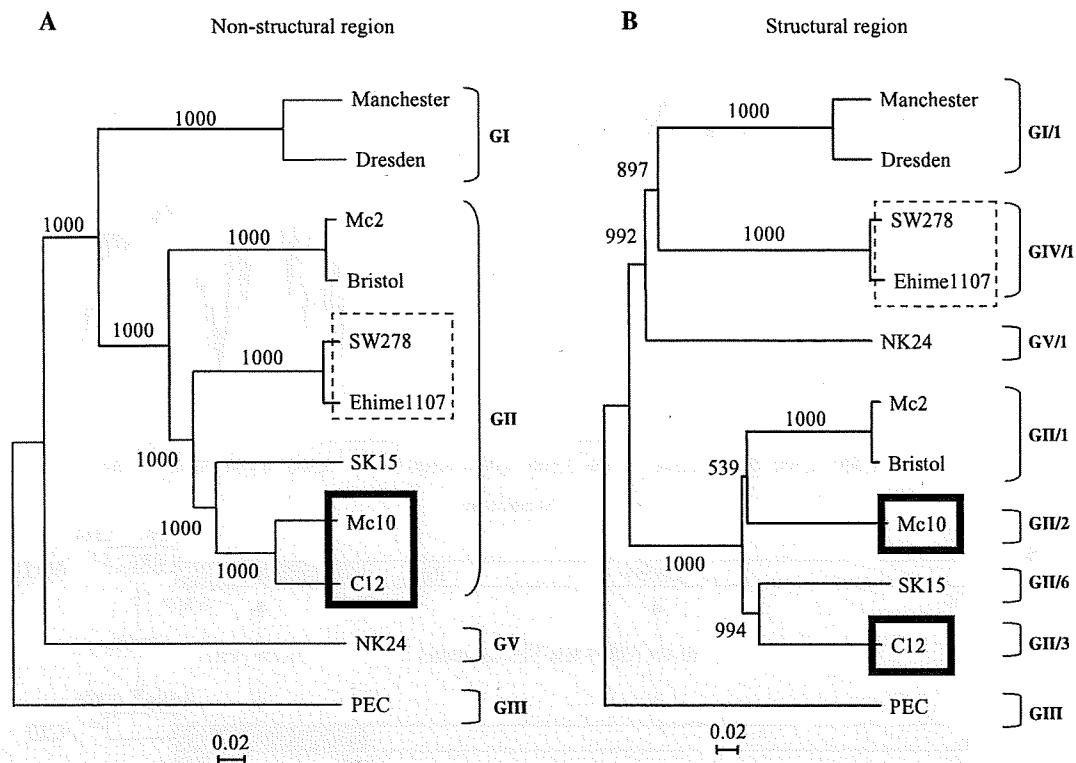 A Non-structural region
1000
Manchester
Dresden
GI
1000
1000
Mc2
Bristol
1000
1000
SW278
Ehime1107
GII
1000
SK15
1000
Mc10
1000
C12
NK24
GV
PEC
GIII
0.02
B Structural region
1000
Manchester
Dresden
GI/1
897
992
1000
SW278
Ehime1107
GIV/1
NK24
GV/1
1000
Mc2
Bristol
GII/1
539
Mc10
GII/2
1000
SK15
GII/6
994
C12
GII/3
PEC
GIII
0.02